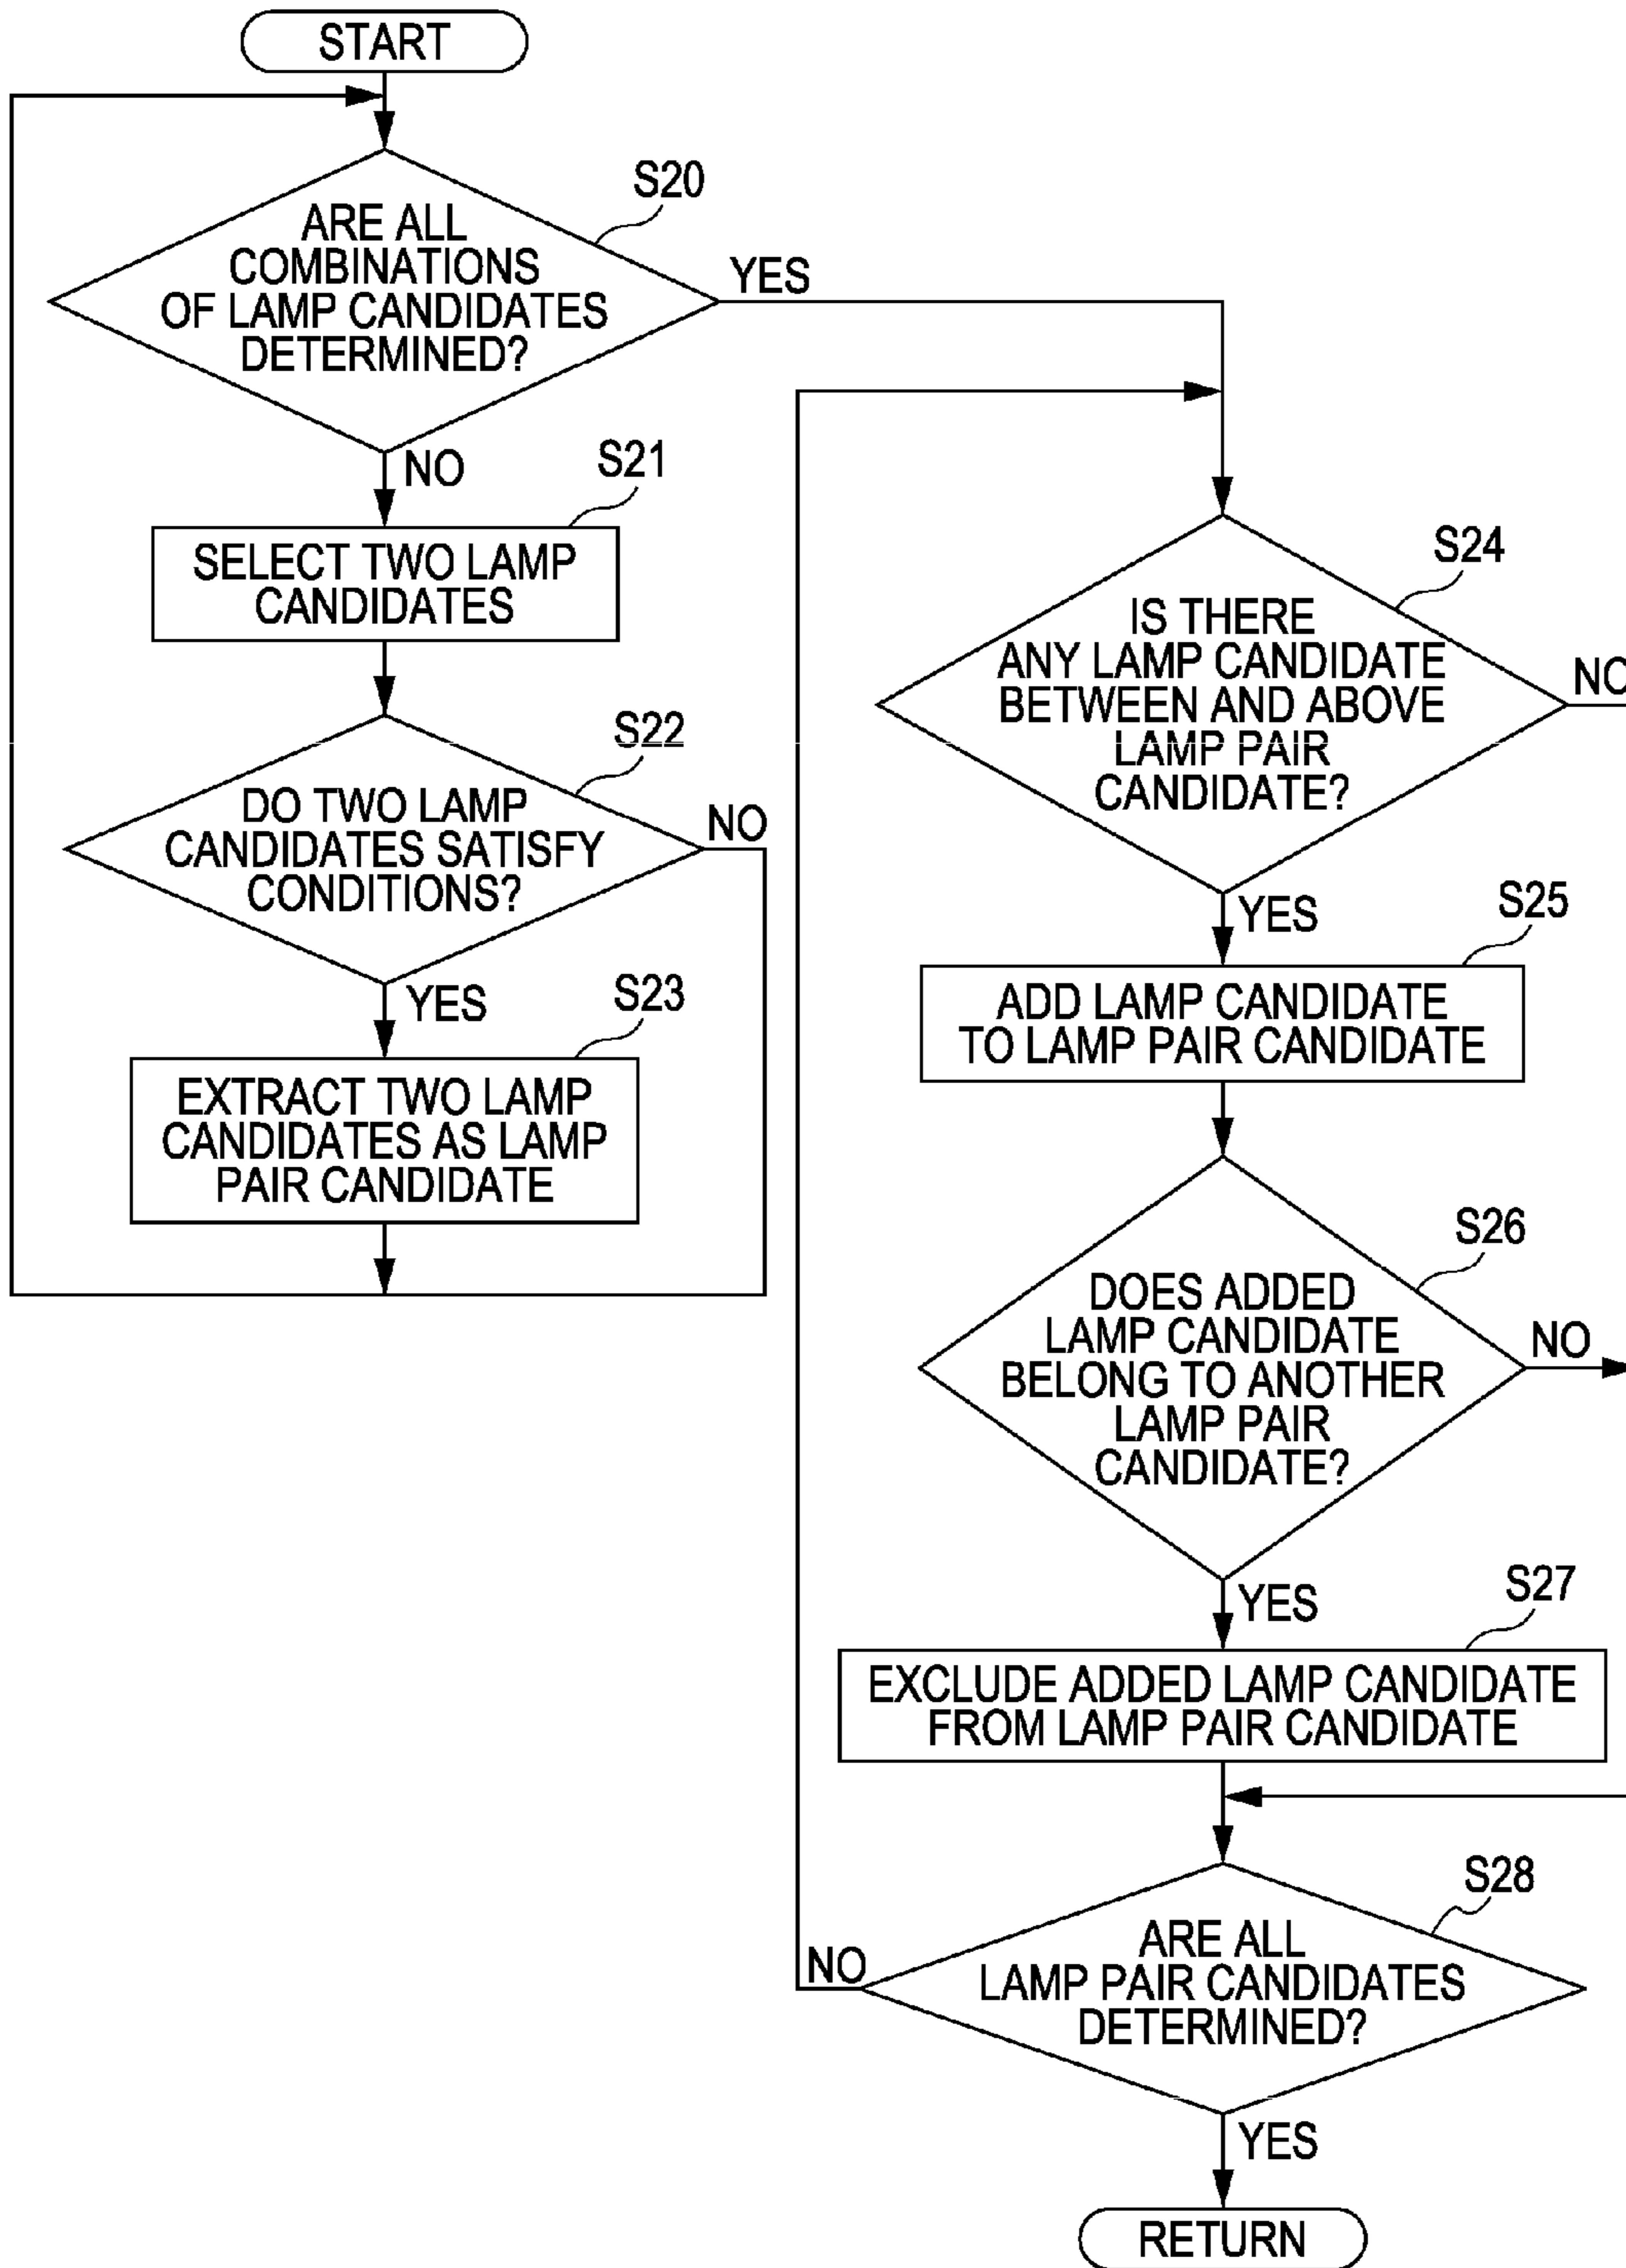 START
S20
ARE ALL
COMBINATIONS
OF LAMP CANDIDATES
DETERMINED?
YES
NO
S21
SELECT TWO LAMP
CANDIDATES
S22
DO TWO LAMP
CANDIDATES SATISFY
CONDITIONS?
NO
YES
S23
EXTRACT TWO LAMP
CANDIDATES AS LAMP
PAIR CANDIDATE
S24
IS THERE
ANY LAMP CANDIDATE
BETWEEN AND ABOVE
LAMP PAIR
CANDIDATE?
NO
YES
S25
ADD LAMP CANDIDATE
TO LAMP PAIR CANDIDATE
S26
DOES ADDED
LAMP CANDIDATE
BELONG TO ANOTHER
LAMP PAIR
CANDIDATE?
NO
YES
S27
EXCLUDE ADDED LAMP CANDIDATE
FROM LAMP PAIR CANDIDATE
S28
ARE ALL
LAMP PAIR CANDIDATES
DETERMINED?
NO
YES
RETURN